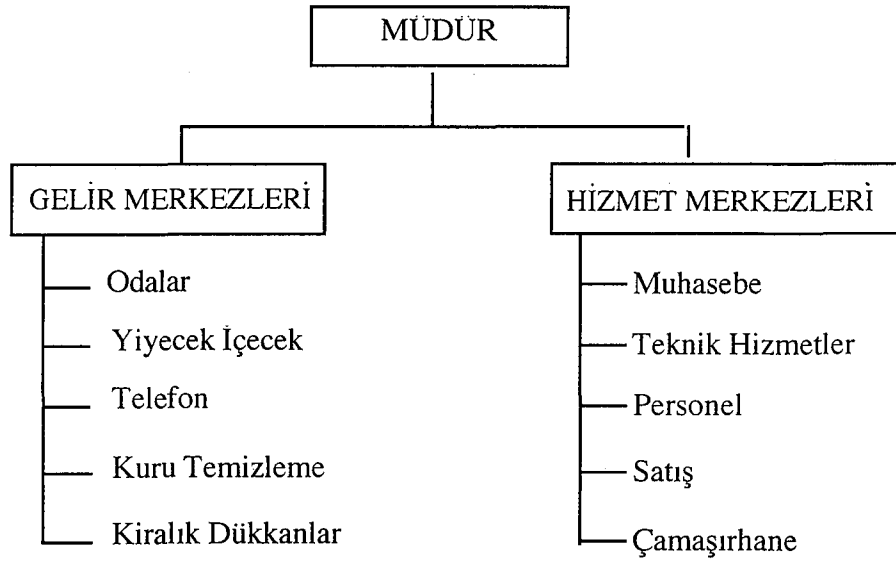 MÜDÜR
GELİR MERKEZLERİ
Odalar
Yiyecek İçecek
Telefon
Kuru Temizleme
Kiralık Dükkanlar
HİZMET MERKEZLERİ
Muhasebe
Teknik Hizmetler
Personel
Satış
Çamaşırhane